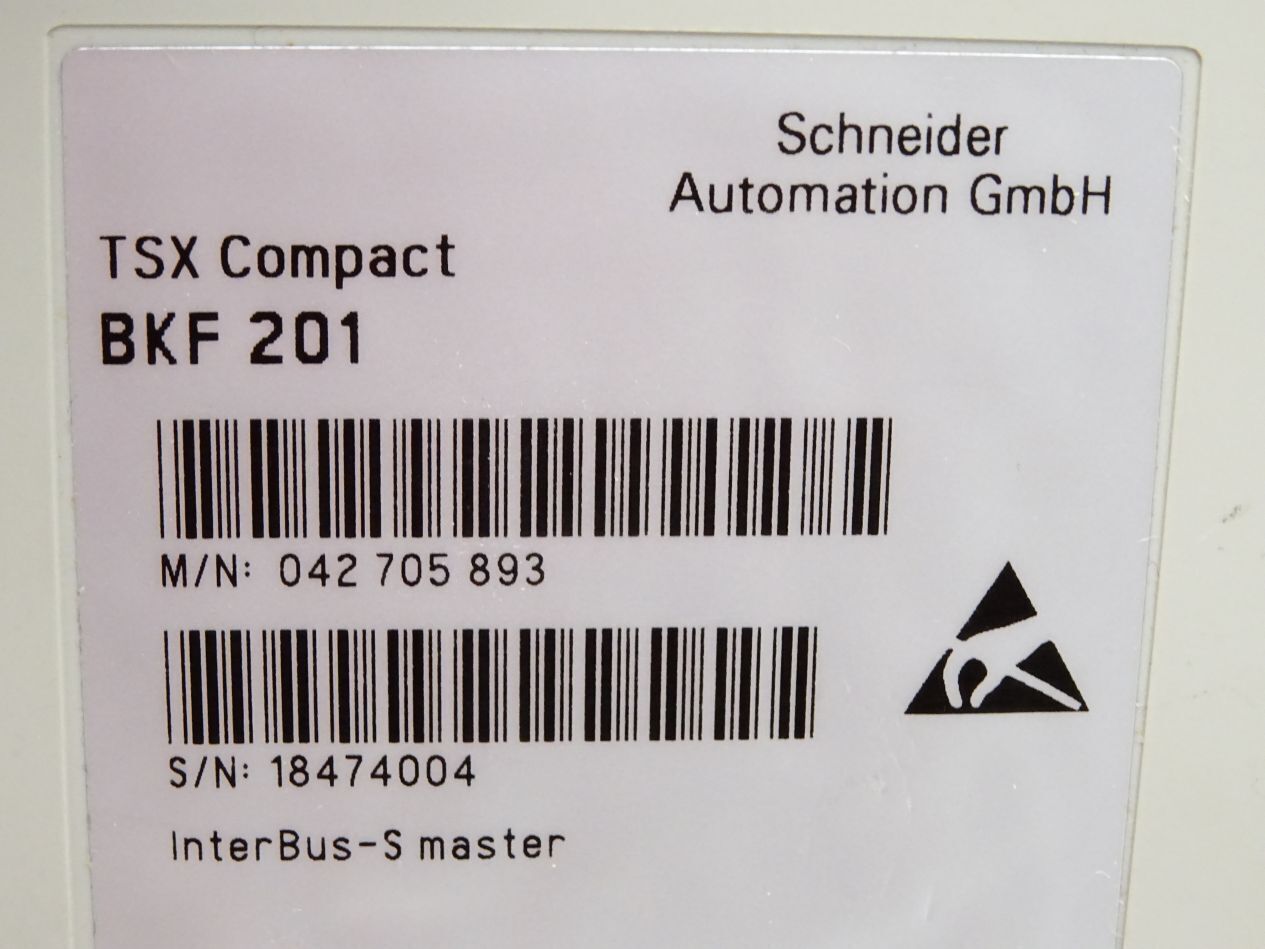 Schneider
Automation GmbH
TSX Compact
BKF 201
M/N: 042 705 893
S/N: 18474004
InterBus-S master